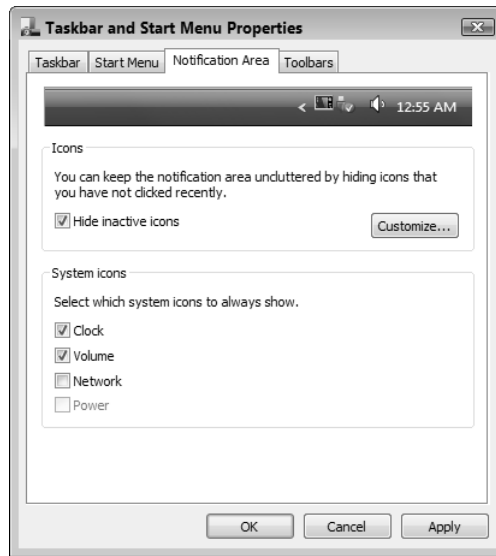 Taskbar and Start Menu Properties
Taskbar Start Menu Notification Area Toolbars
< 12:55 AM
Icons
You can keep the notification area uncluttered by hiding icons that
you have not clicked recently.
Hide inactive icons
Customize...
System icons
Select which system icons to always show.
Clock
Volume
Network
Power
OK Cancel Apply